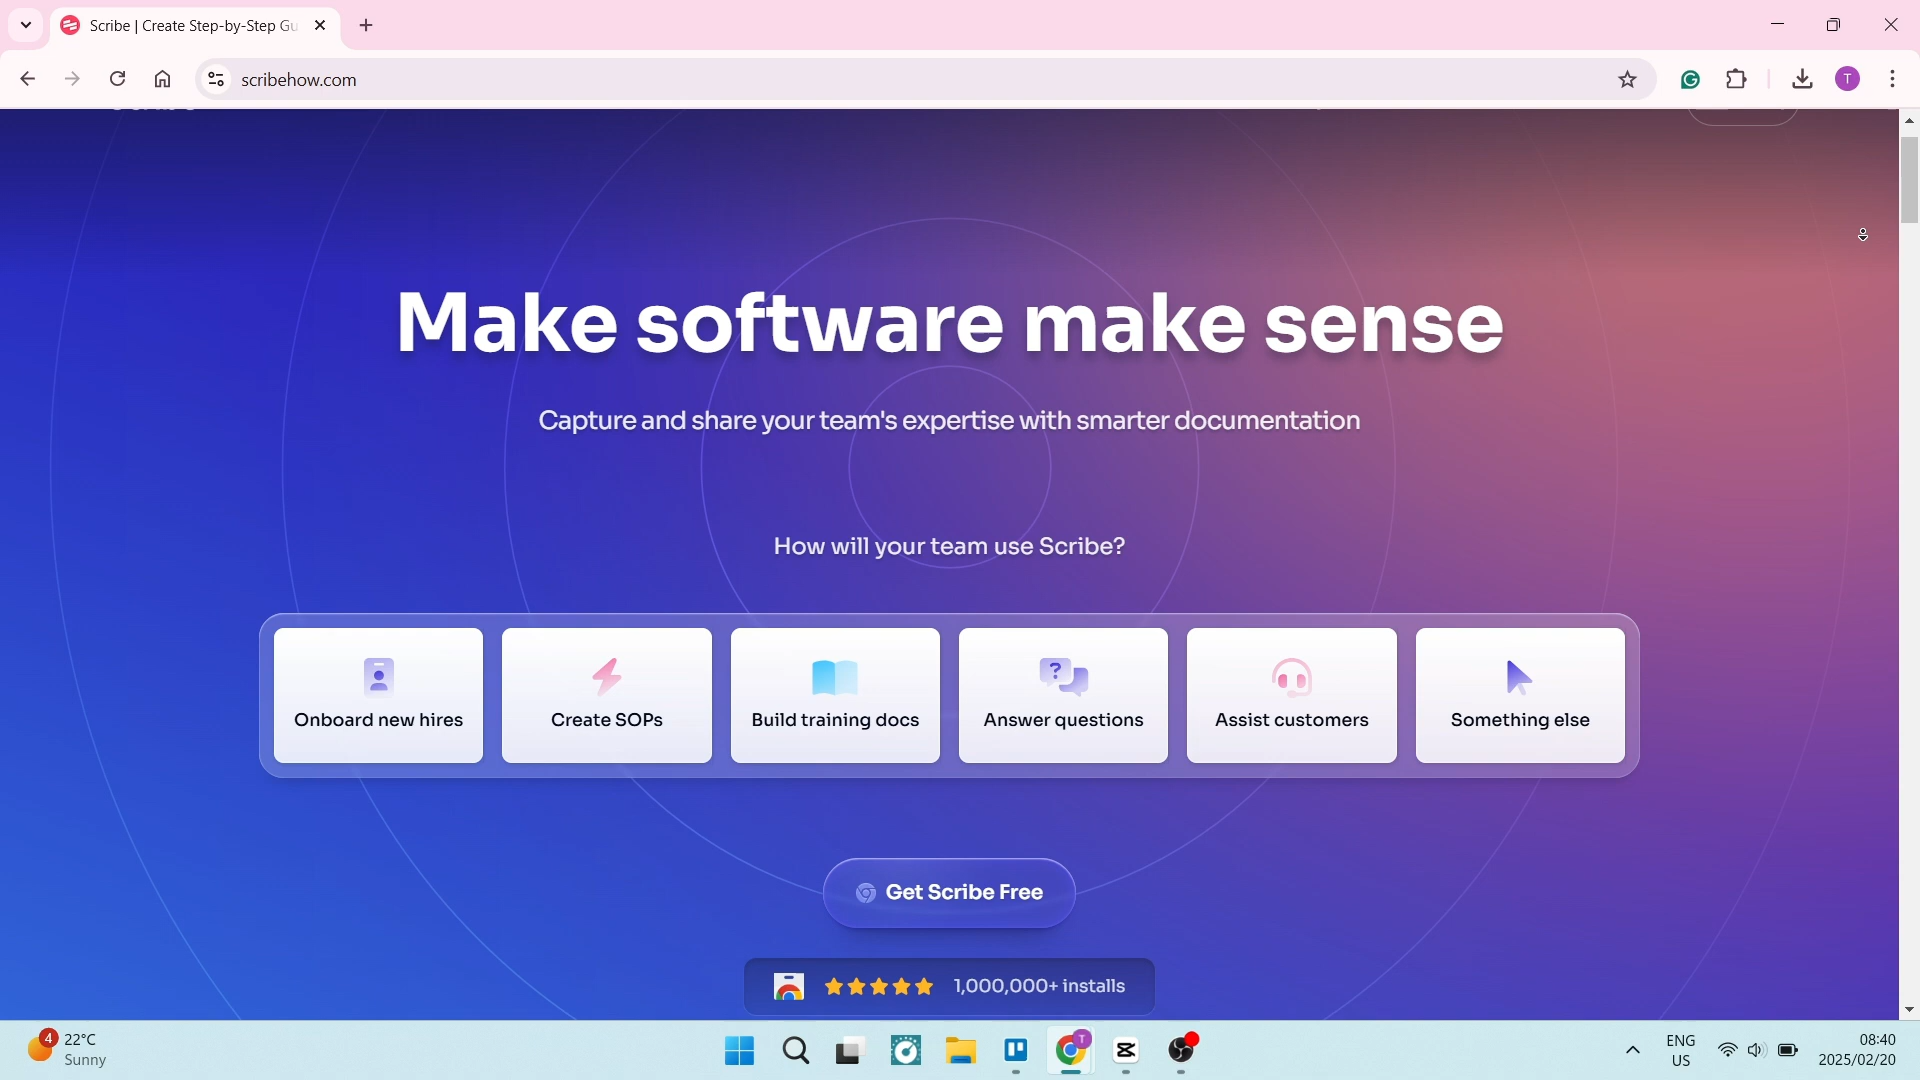 Scribe | Create Step-by-Step Gu
scribehow.com
T
Make software make sense
Capture and share your team's expertise with smarter documentation
How will your team use Scribe?
Onboard new hires
Create SOPs
Build training docs
Answer questions
Assist customers
Something else
Get Scribe Free
1,000,000+ installs
4
22°C
Sunny
T
ENG
US
08:40
2025/02/20